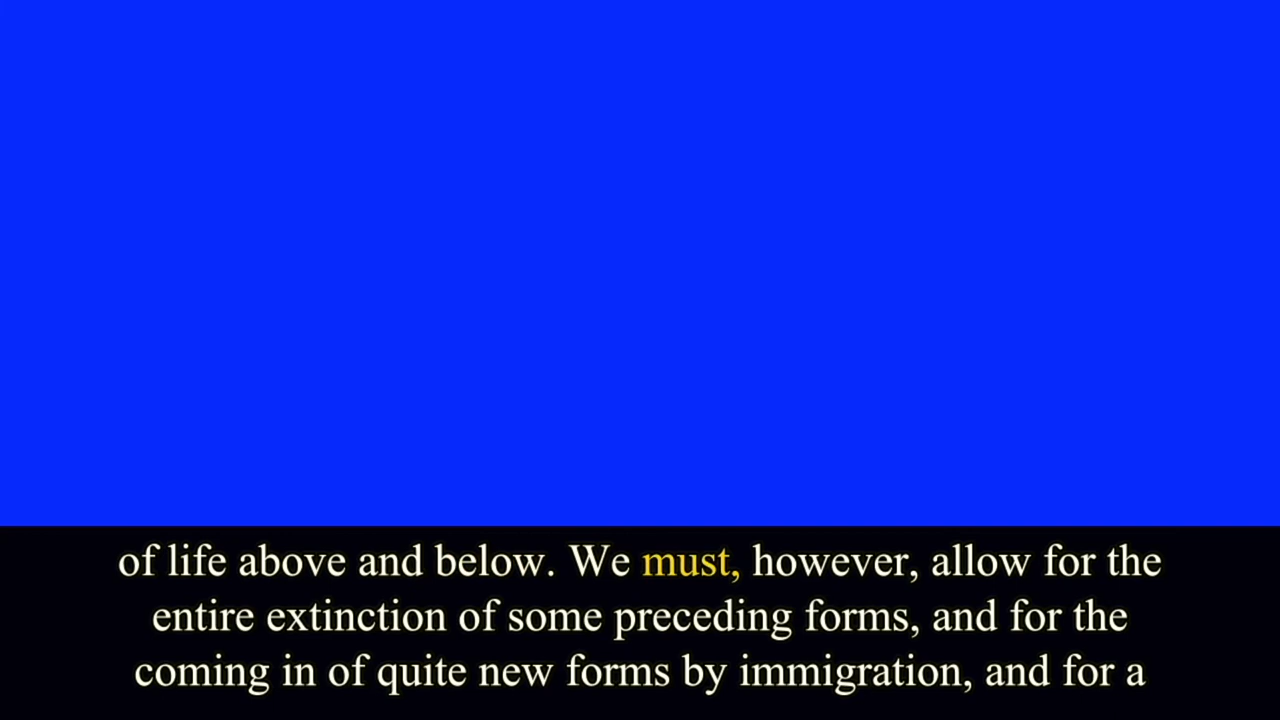 of life above and below. We must, however, allow for the
entire extinction of some preceding forms, and for the
coming in of quite new forms by immigration, and for a